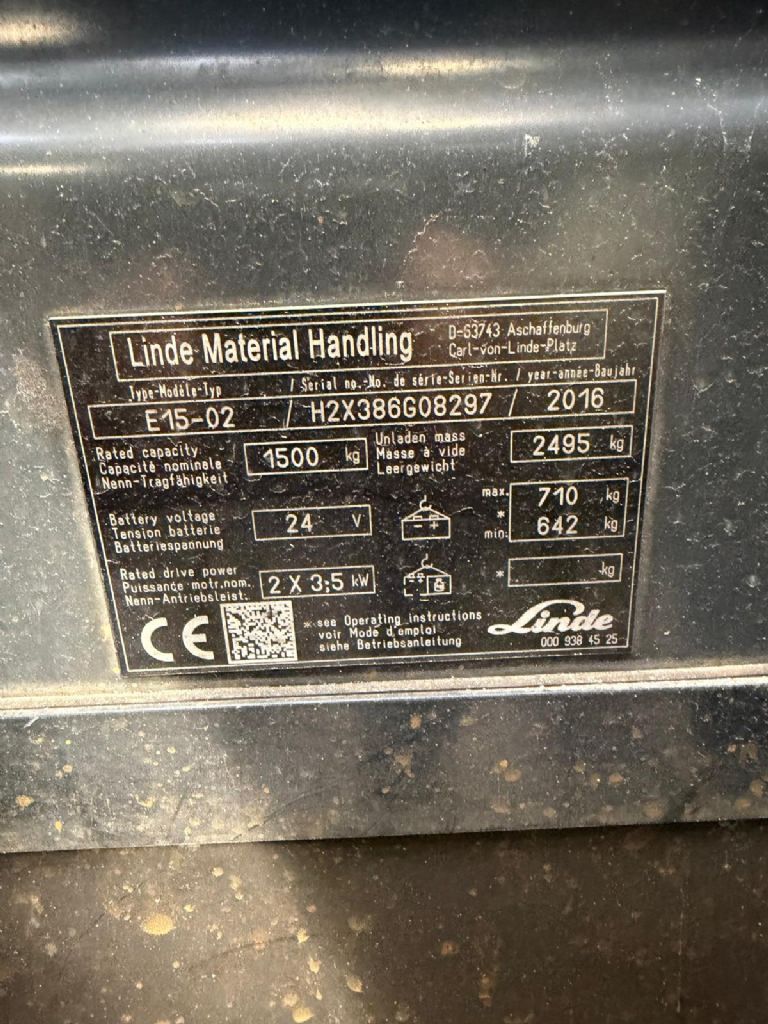 Linde Material Handling
D-63743 Aschaffenburg
Carl-von-Linde-Platz
Type-Modèle-Typ / Serial no.-No. de série-Serien-Nr. / year-année-Baujahr
E15-02 / H2X386G08297 / 2016
Rated capacity
Capacité nominale
Nenn-Tragfähigkeit
1500 kg
Unladen mass
Masse à vide
Leergewicht
2495 kg
Battery voltage
Tension batterie
Batteriespannung
24 V
- +
max. 710 kg
*
min. 642 kg
Rated drive power
Puissance motr.nom.
Nenn-Antriebsleist.
2 X 3,5 kW
* kg
CE
* see Operating instructions
voir Mode d'emploi
siehe Betriebsanleitung
Linde
000 938 45 25